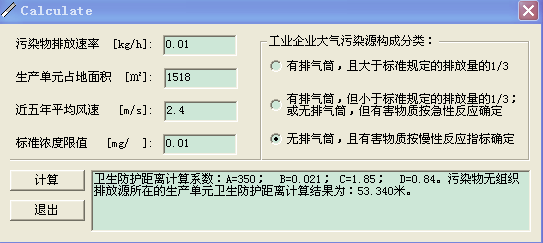 Calculate
污染物排放速率 [kg/h]: 0.01
生产单元占地面积 [m²]: 1518
近五年平均风速 [m/s]: 2.4
标准浓度限值 [mg/ ]: 0.01
工业企业大气污染源构成分类：
有排气筒，且大于标准规定的排放量的1/3
有排气筒，但小于标准规定的排放量的1/3；
或无排气筒，但有害物质按急性反应确定
无排气筒，且有害物质按慢性反应指标确定
计算
退出
卫生防护距离计算系数：A=350； B=0.021； C=1.85； D=0.84。污染物无组织
排放源所在的生产单元卫生防护距离计算结果为：53.340米。